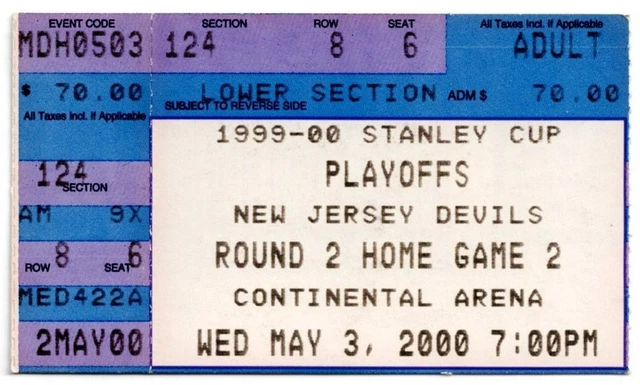 EVENT CODE SECTION ROW SEAT All Taxes Incl. If Applicable
MDH0503 124 8 6 ADULT
$ 70.00 LOWER SECTION ADM $ 70.00
All Taxes Incl. If Applicable SUBJECT TO REVERSE SIDE
1999-00 STANLEY CUP
124 PLAYOFFS
SECTION
AM 9X NEW JERSEY DEVILS
ROW 8 SEAT 6 ROUND 2 HOME GAME 2
MED422A CONTINENTAL ARENA
2MAY00 WED MAY 3, 2000 7:00PM